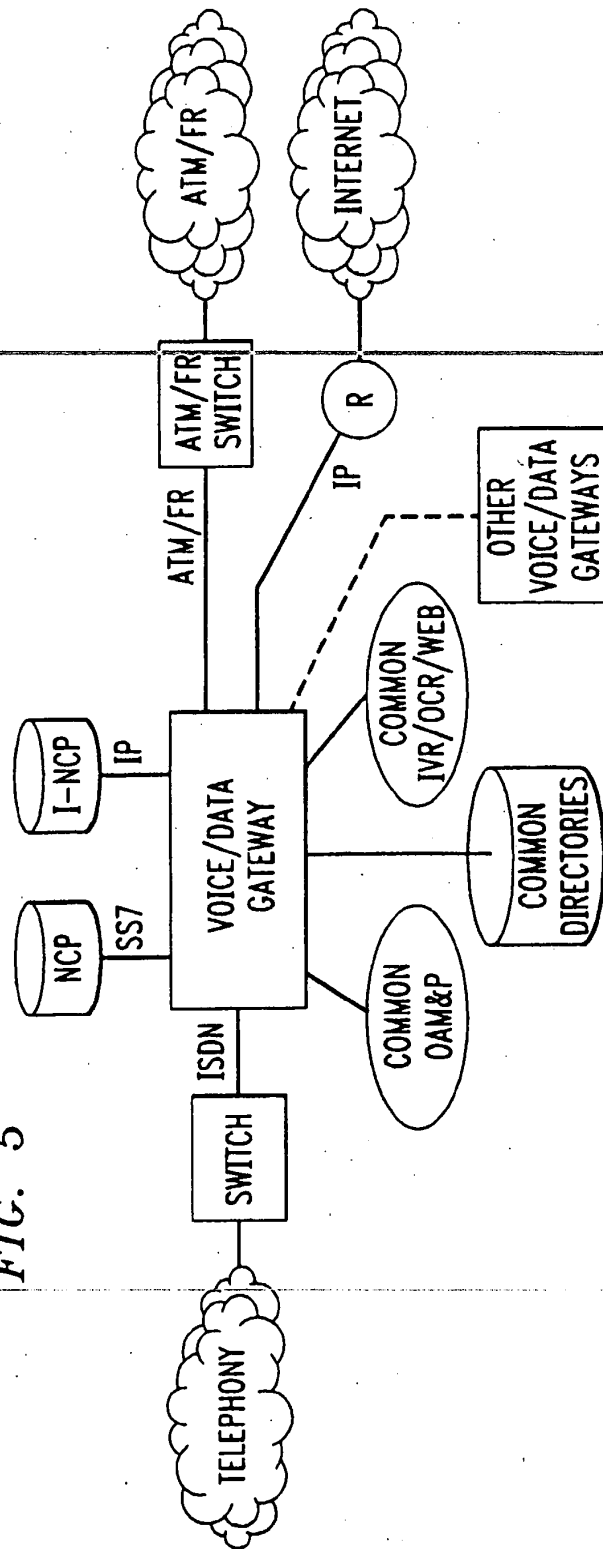 FIG. 5
TELEPHONY
SWITCH
ISDN
NCP
SS7
I-NCP
IP
VOICE/DATA
GATEWAY
ATM/FR
ATM/FR
SWITCH
ATM/FR
IP
R
INTERNET
COMMON
OAM&P
COMMON
DIRECTORIES
COMMON
IVR/OCR/WEB
OTHER
VOICE/DATA
GATEWAYS